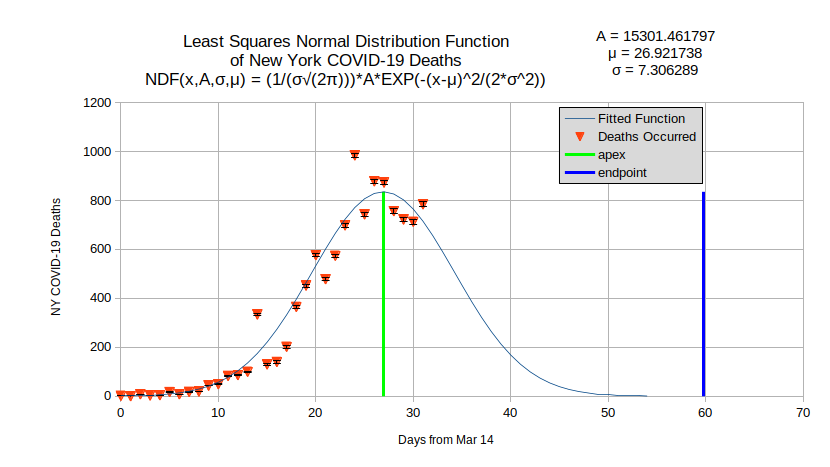 Least Squares Normal Distribution Function
of New York COVID-19 Deaths
NDF(x,A,σ,μ) = (1/(σ√(2π)))*A*EXP(-(x-μ)^2/(2*σ^2))
A = 15301.461797
μ = 26.921738
σ = 7.306289
Fitted Function
Deaths Occurred
apex
endpoint
NY COVID-19 Deaths
1200
1000
800
600
400
200
0
0 10 20 30 40 50 60 70
Days from Mar 14